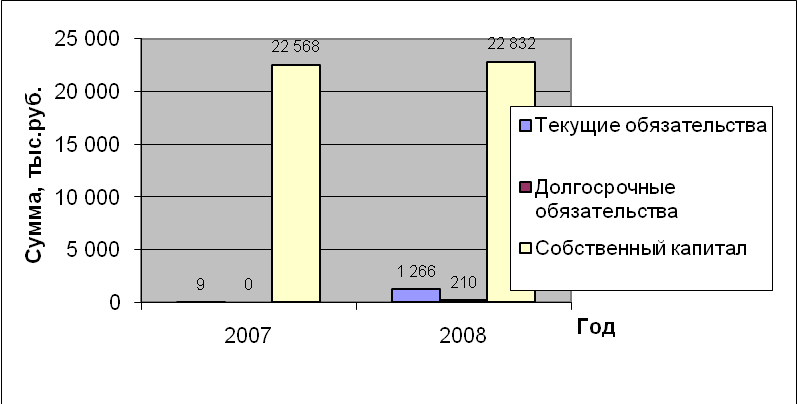 Сумма, тыс.руб.
25 000
20 000
15 000
10 000
5 000
0
9
0
22 568
1 266
210
22 832
2007
2008
Год
Текущие обязательства
Долгосрочные
обязательства
Собственный капитал